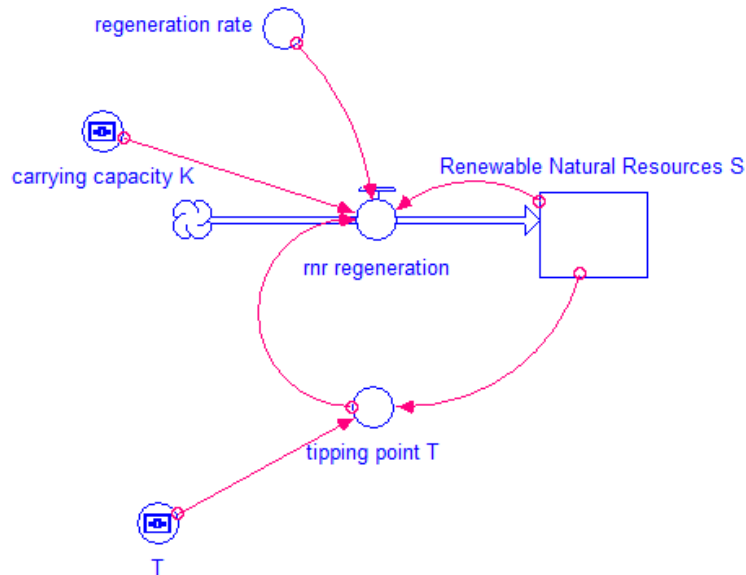 regeneration rate
carrying capacity K
Renewable Natural Resources S
rnr regeneration
tipping point T
T